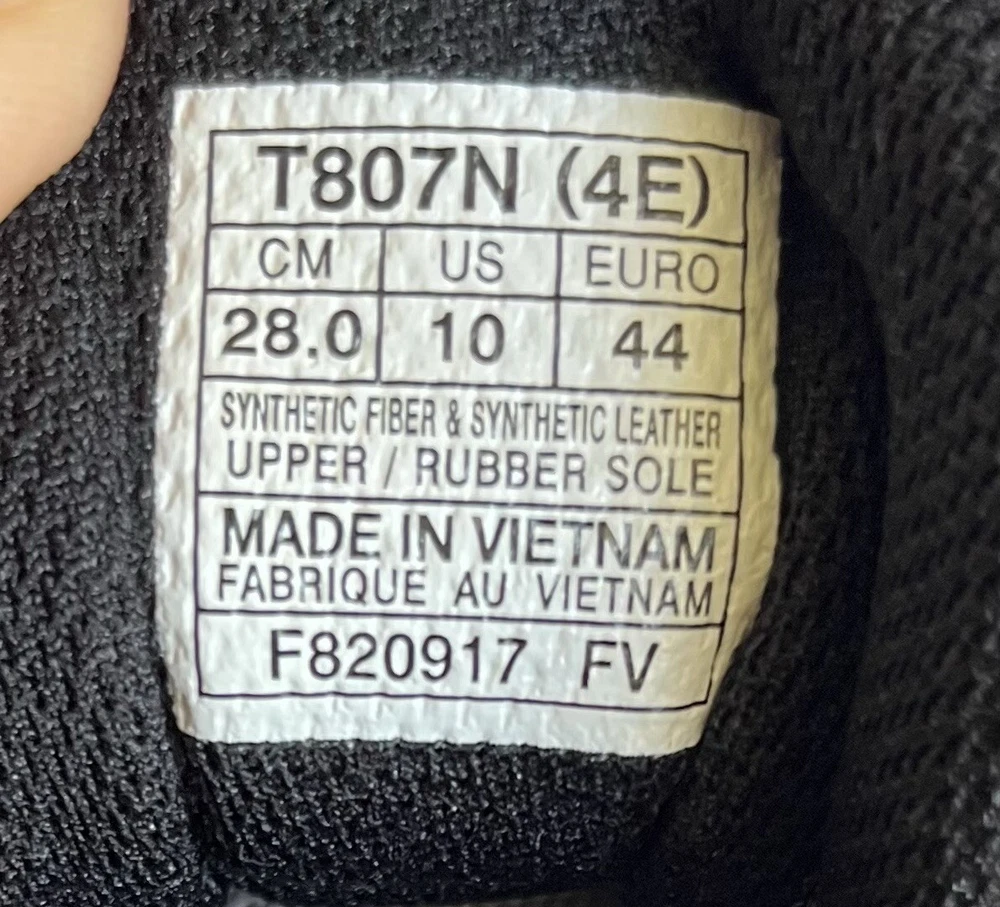 T807N (4E)
CM US EURO
28.0 10 44
SYNTHETIC FIBER & SYNTHETIC LEATHER
UPPER / RUBBER SOLE
MADE IN VIETNAM
FABRIQUE AU VIETNAM
F820917 FV